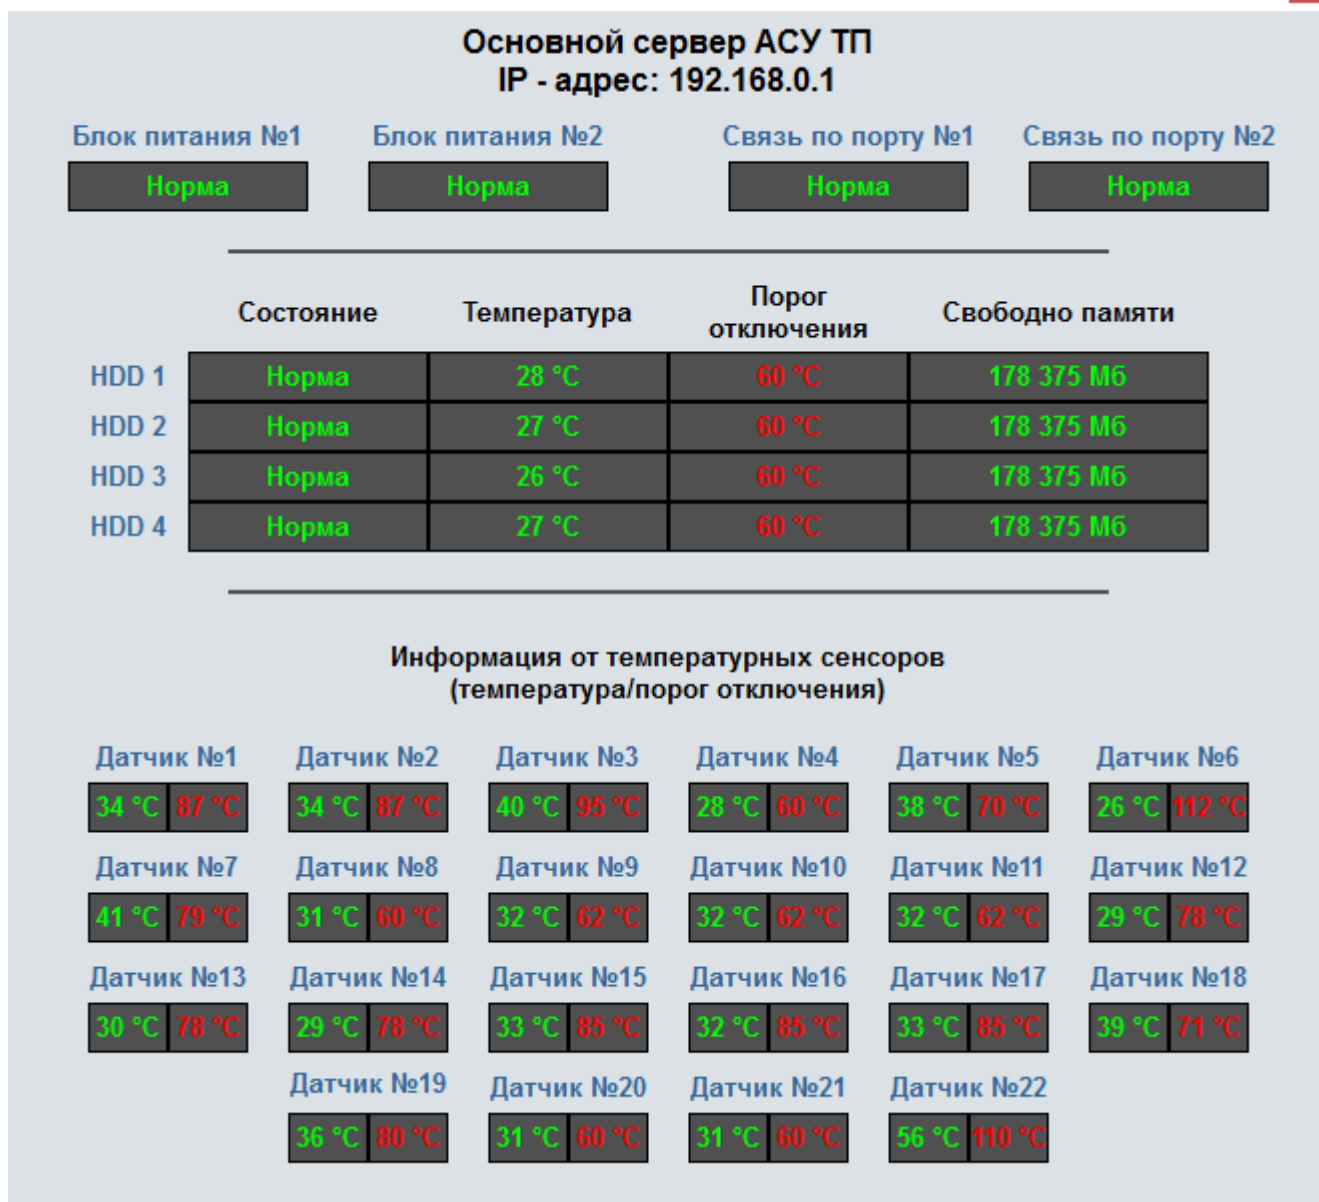 Основной сервер АСУ ТП
IP - адрес: 192.168.0.1
Блок питания №1 Блок питания №2 Связь по порту №1 Связь по порту №2
Норма Норма Норма Норма
Состояние Температура Порог отключения Свободно памяти
HDD 1 Норма 28 °C 60 °C 178 375 Мб
HDD 2 Норма 27 °C 60 °C 178 375 Мб
HDD 3 Норма 26 °C 60 °C 178 375 Мб
HDD 4 Норма 27 °C 60 °C 178 375 Мб
Информация от температурных сенсоров
(температура/порог отключения)
Датчик №1 Датчик №2 Датчик №3 Датчик №4 Датчик №5 Датчик №6
34 °C 87 °C 34 °C 87 °C 40 °C 95 °C 28 °C 60 °C 38 °C 70 °C 26 °C 112 °C
Датчик №7 Датчик №8 Датчик №9 Датчик №10 Датчик №11 Датчик №12
41 °C 79 °C 31 °C 60 °C 32 °C 62 °C 32 °C 62 °C 32 °C 62 °C 29 °C 78 °C
Датчик №13 Датчик №14 Датчик №15 Датчик №16 Датчик №17 Датчик №18
30 °C 78 °C 29 °C 78 °C 33 °C 85 °C 32 °C 85 °C 33 °C 85 °C 39 °C 71 °C
Датчик №19 Датчик №20 Датчик №21 Датчик №22
36 °C 80 °C 31 °C 60 °C 31 °C 60 °C 56 °C 110 °C